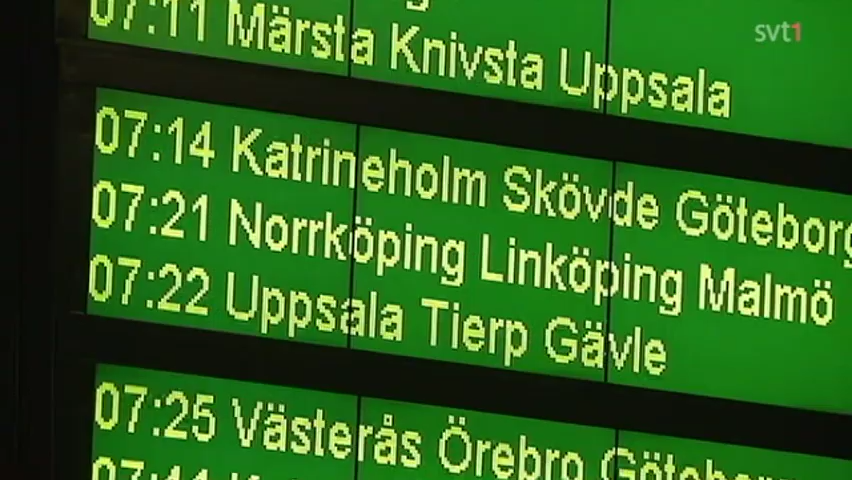 svt1
07:11 Märsta Knivsta Uppsala
07:14 Katrineholm Skövde Göteborg
07:21 Norrköping Linköping Malmö
07:22 Uppsala Tierp Gävle
07:25 Västerås Örebro Göteborg